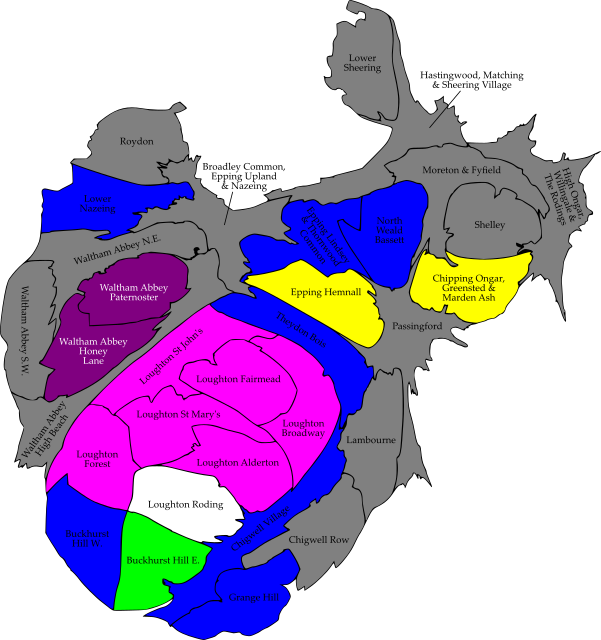 Lower
Sheering
Hastingwood, Matching
& Sheering Village
Roydon
Broadley Common,
Epping Upland
& Nazeing
Moreton & Fyfield
High Ongar,
Willingale &
The Rodings
Lower
Nazeing
Epping Lindsey
& Thornwood
Common
North
Weald
Bassett
Shelley
Waltham Abbey N.E.
Waltham Abbey
Paternoster
Epping Hemnall
Chipping Ongar,
Greensted &
Marden Ash
Waltham Abbey S.W.
Theydon Bois
Passingford
Waltham Abbey
Honey
Lane
Loughton St John's
Loughton Fairmead
Waltham Abbey
High Beach
Loughton St Mary's
Loughton
Broadway
Lambourne
Loughton
Forest
Loughton Alderton
Loughton Roding
Chigwell Village
Buckhurst
Hill W.
Chigwell Row
Buckhurst Hill E.
Grange Hill